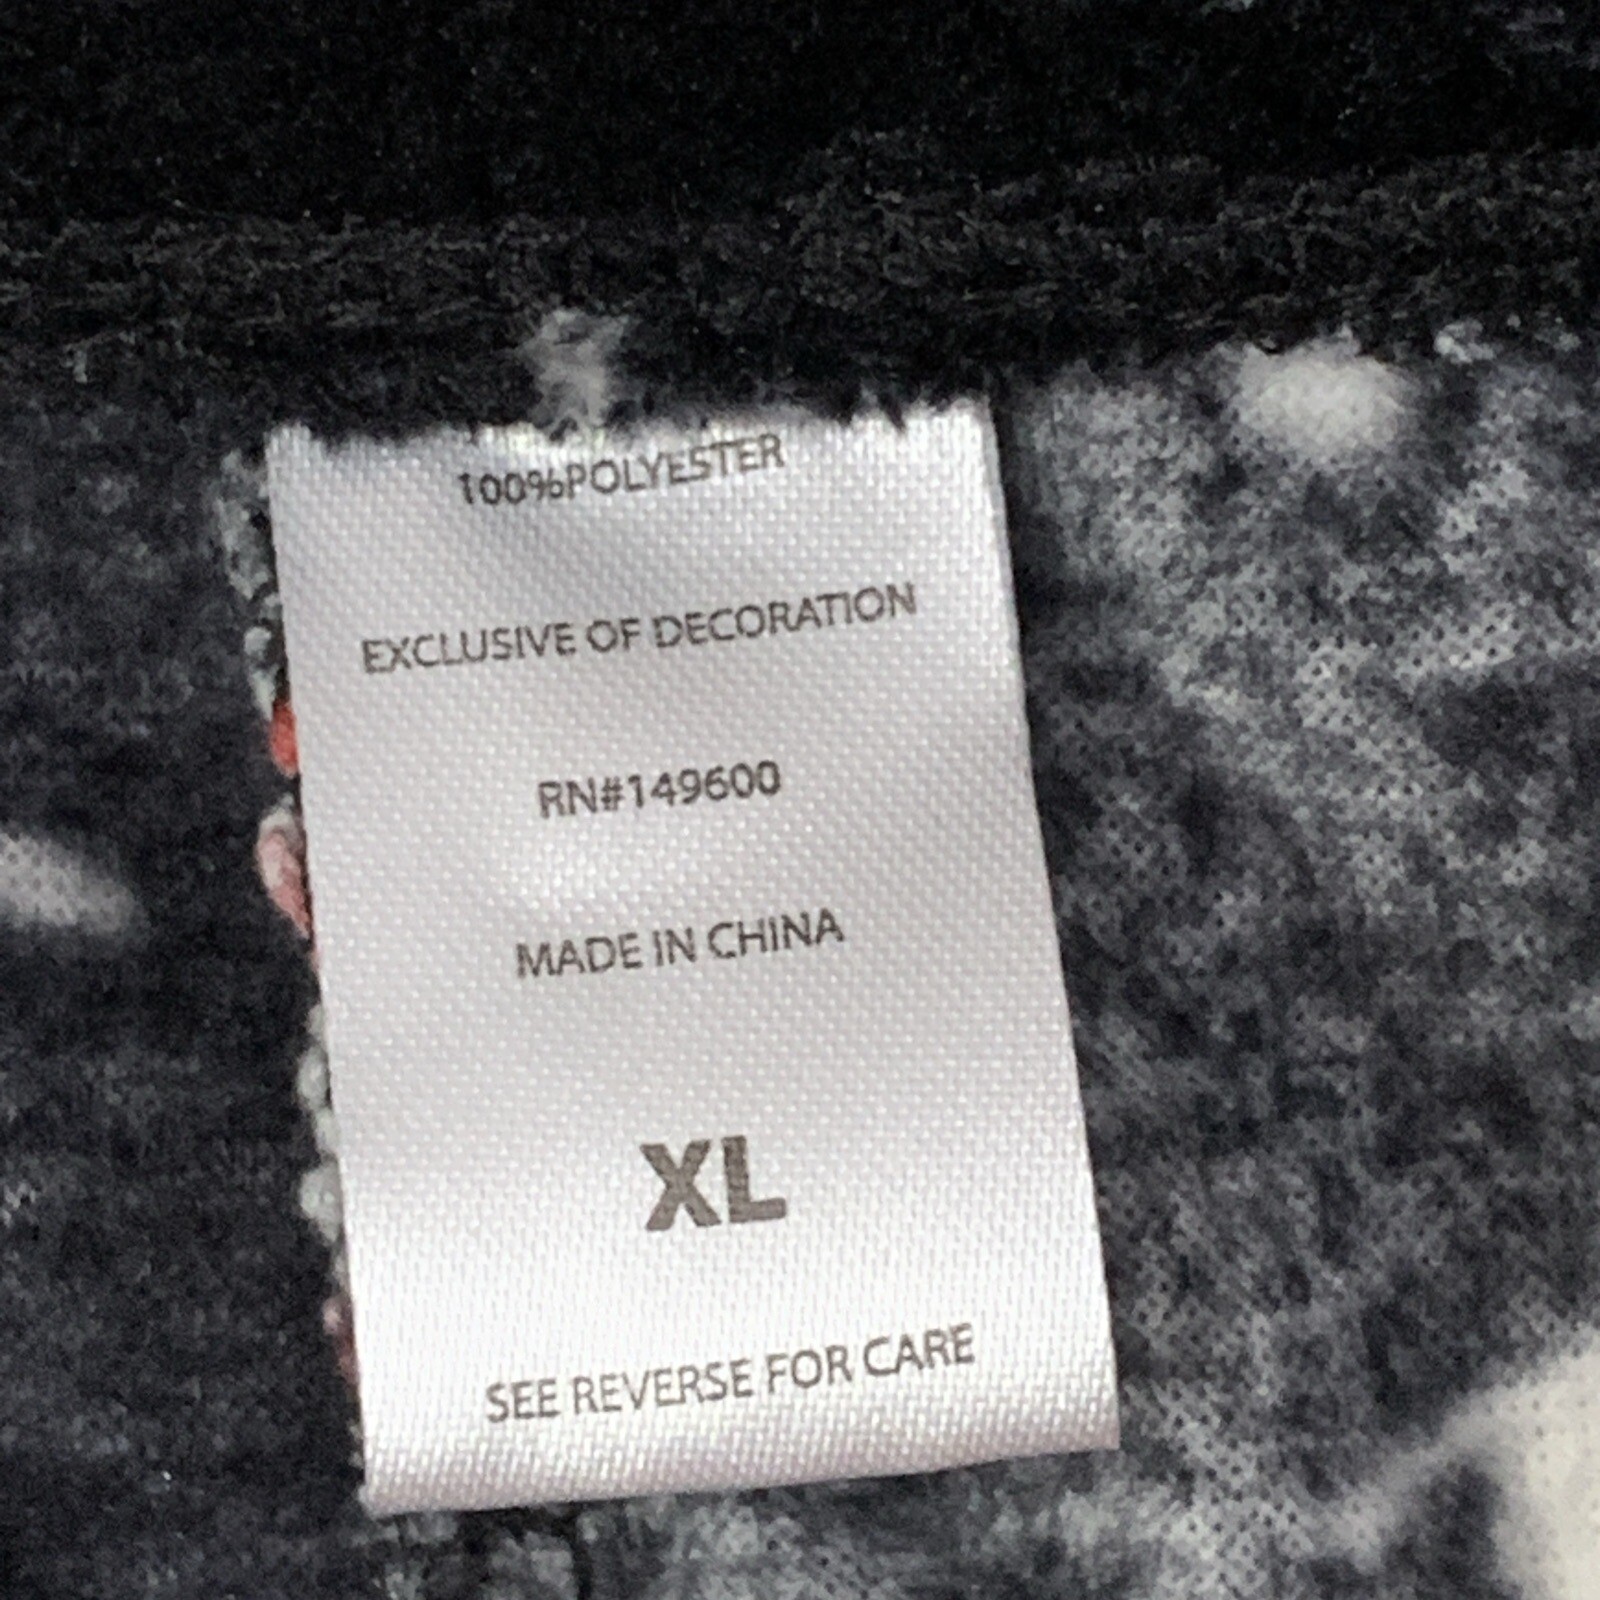 100%POLYESTER
EXCLUSIVE OF DECORATION
RN#149600
MADE IN CHINA
XL
SEE REVERSE FOR CARE